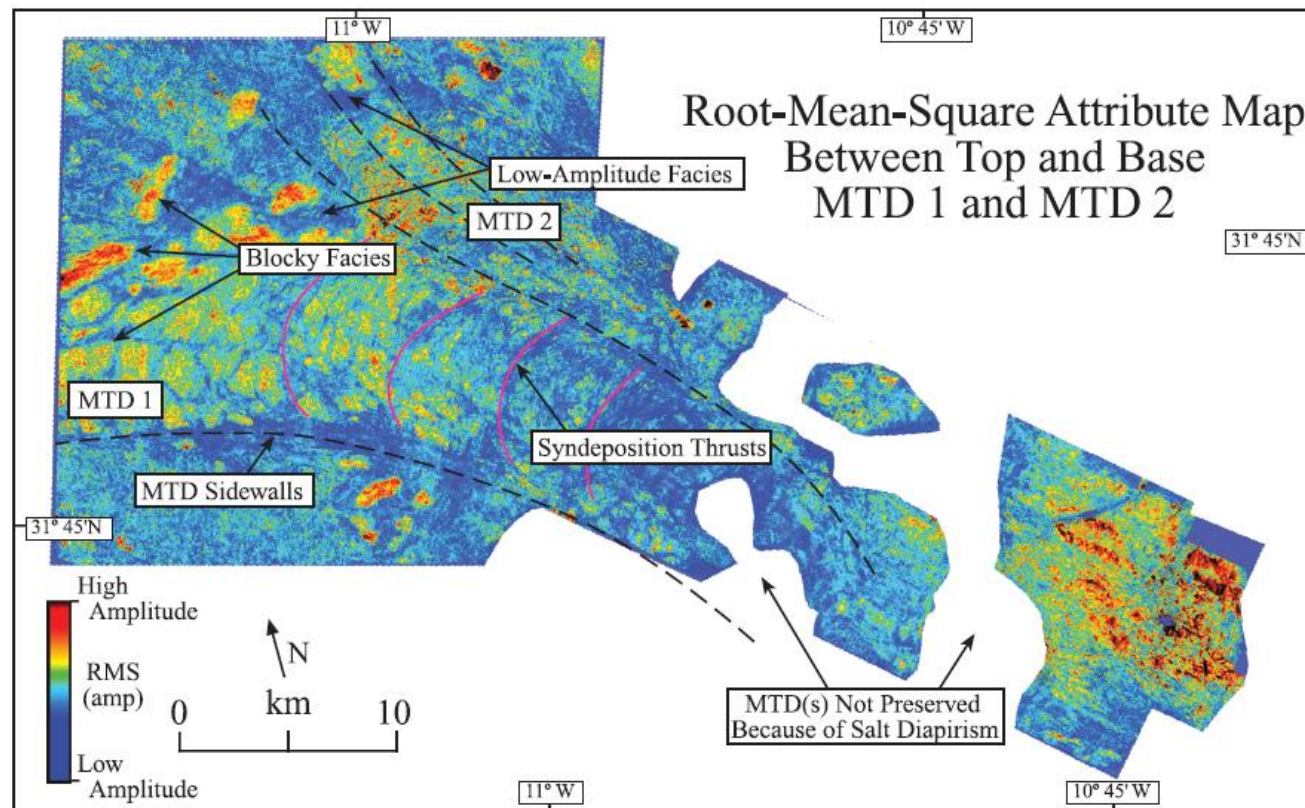 11° W
10° 45'W
Root-Mean-Square Attribute Map
Between Top and Base
MTD 1 and MTD 2
Low-Amplitude Facies
MTD 2
31° 45'N
Blocky Facies
MTD 1
Syndeposition Thrusts
MTD Sidewalls
31° 45'N
High
Amplitude
RMS
(amp)
Low
Amplitude
N
km
0
10
MTD(s) Not Preserved
Because of Salt Diapirism
11° W
10° 45'W